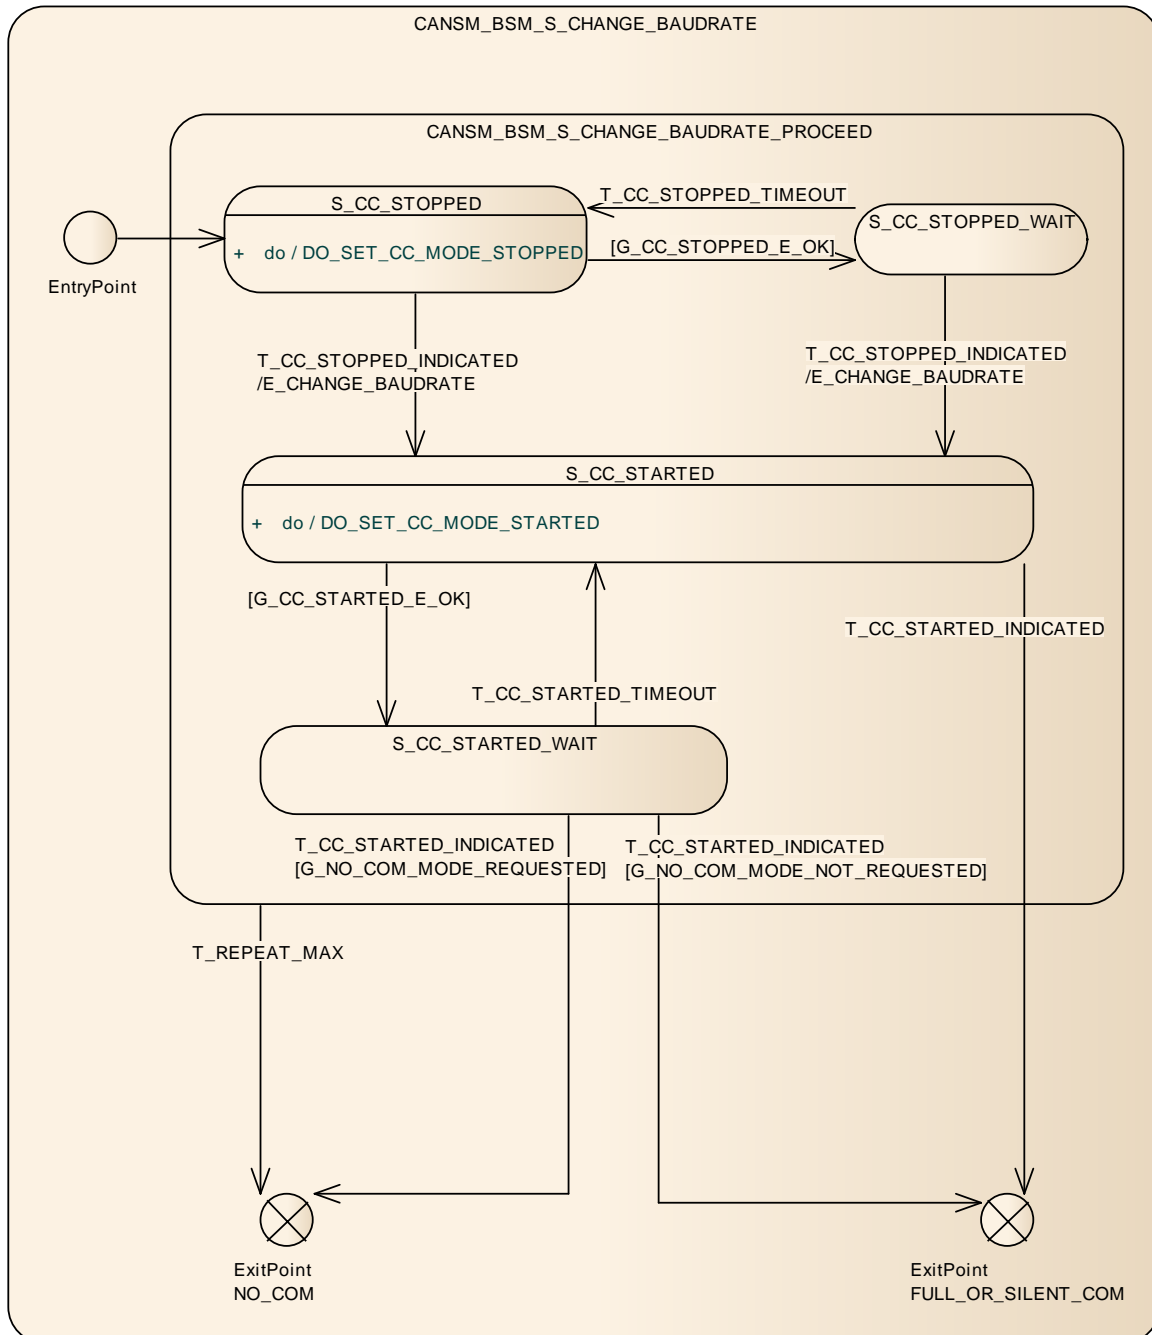 CANSM_BSM_S_CHANGE_BAUDRATE
CANSM_BSM_S_CHANGE_BAUDRATE_PROCEED
S_CC_STOPPED
+ do / DO_SET_CC_MODE_STOPPED
T_CC_STOPPED_TIMEOUT
[G_CC_STOPPED_E_OK]
S_CC_STOPPED_WAIT
EntryPoint
T_CC_STOPPED_INDICATED
/E_CHANGE_BAUDRATE
T_CC_STOPPED_INDICATED
/E_CHANGE_BAUDRATE
S_CC_STARTED
+ do / DO_SET_CC_MODE_STARTED
[G_CC_STARTED_E_OK]
T_CC_STARTED_INDICATED
T_CC_STARTED_TIMEOUT
S_CC_STARTED_WAIT
T_CC_STARTED_INDICATED
[G_NO_COM_MODE_REQUESTED]
T_CC_STARTED_INDICATED
[G_NO_COM_MODE_NOT_REQUESTED]
T_REPEAT_MAX
ExitPoint
NO_COM
ExitPoint
FULL_OR_SILENT_COM